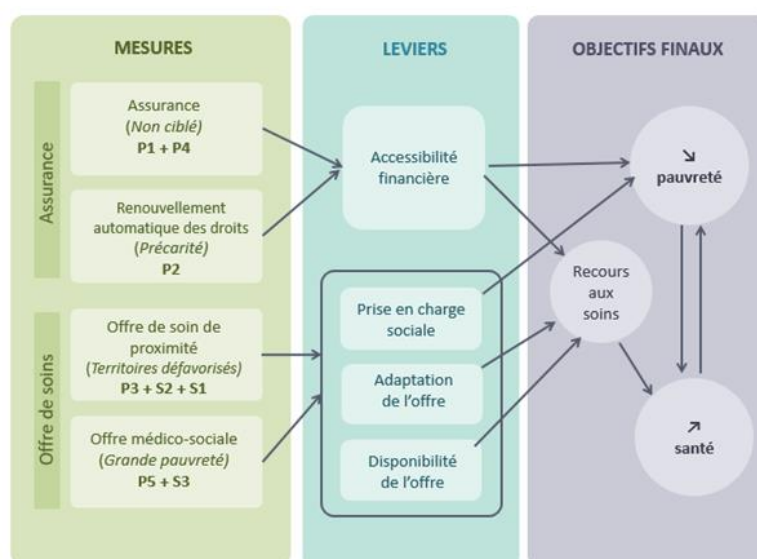 MESURES
Assurance
Assurance
(Non ciblé)
P1 + P4
Renouvellement
automatique des droits
(Précarité)
P2
Offre de soins
Offre de soin de
proximité
(Territoires défavorisés)
P3 + S2 + S1
Offre médico-sociale
(Grande pauvreté)
P5 + S3
LEVIERS
Accessibilité
financière
Prise en charge
sociale
Adaptation
de l'offre
Disponibilité
de l'offre
OBJECTIFS FINAUX
↘
pauvreté
Recours
aux
soins
↗
santé